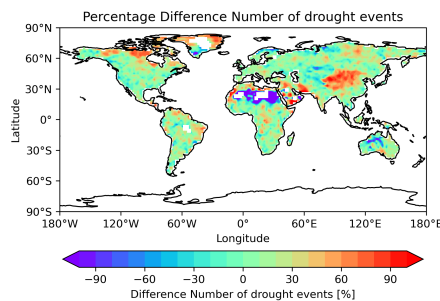 Percentage Difference Number of drought events
90°N
60°N
30°N
0°
30°S
60°S
90°S
Latitude
180°W 120°W 60°W 0° 60°E 120°E 180°E
Longitude
−90 −60 −30 0 30 60 90
Difference Number of drought events [%]